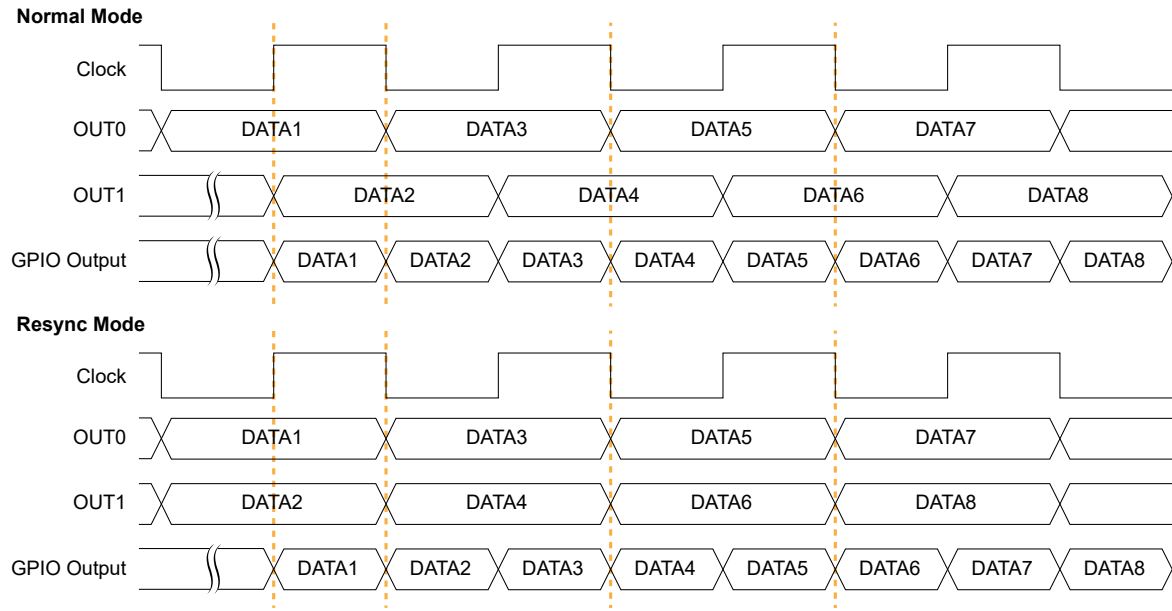 Normal Mode
Clock
OUT0 DATA1 DATA3 DATA5 DATA7
OUT1 DATA2 DATA4 DATA6 DATA8
GPIO Output DATA1 DATA2 DATA3 DATA4 DATA5 DATA6 DATA7 DATA8
Resync Mode
Clock
OUT0 DATA1 DATA3 DATA5 DATA7
OUT1 DATA2 DATA4 DATA6 DATA8
GPIO Output DATA1 DATA2 DATA3 DATA4 DATA5 DATA6 DATA7 DATA8